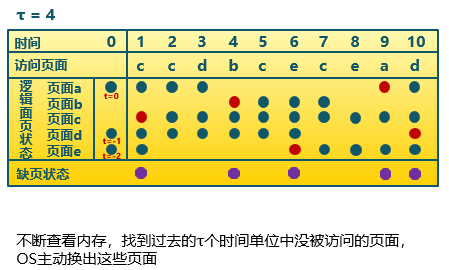 τ = 4
时间 0 1 2 3 4 5 6 7 8 9 10
访问页面 c c d b c e c e a d
逻辑页面状态
页面a t=0
页面b
页面c
页面d t=-1
页面e t=-2
缺页状态
不断查看内存，找到过去的τ个时间单位中没被访问的页面，
OS主动换出这些页面